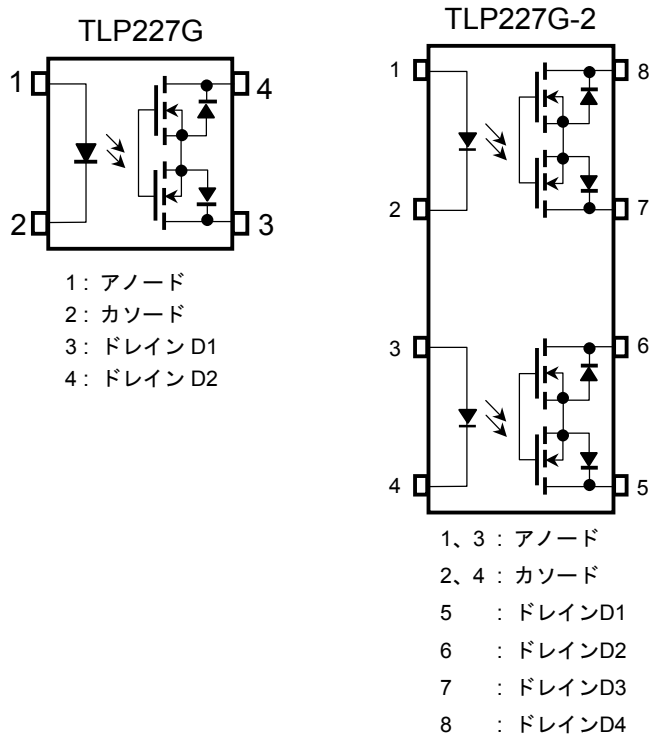 TLP227G
1
4
2
3
1 : アノード
2 : カソード
3 : ドレイン D1
4 : ドレイン D2
TLP227G-2
1
8
2
7
3
6
4
5
1、3 : アノード
2、4 : カソード
5 : ドレインD1
6 : ドレインD2
7 : ドレインD3
8 : ドレインD4